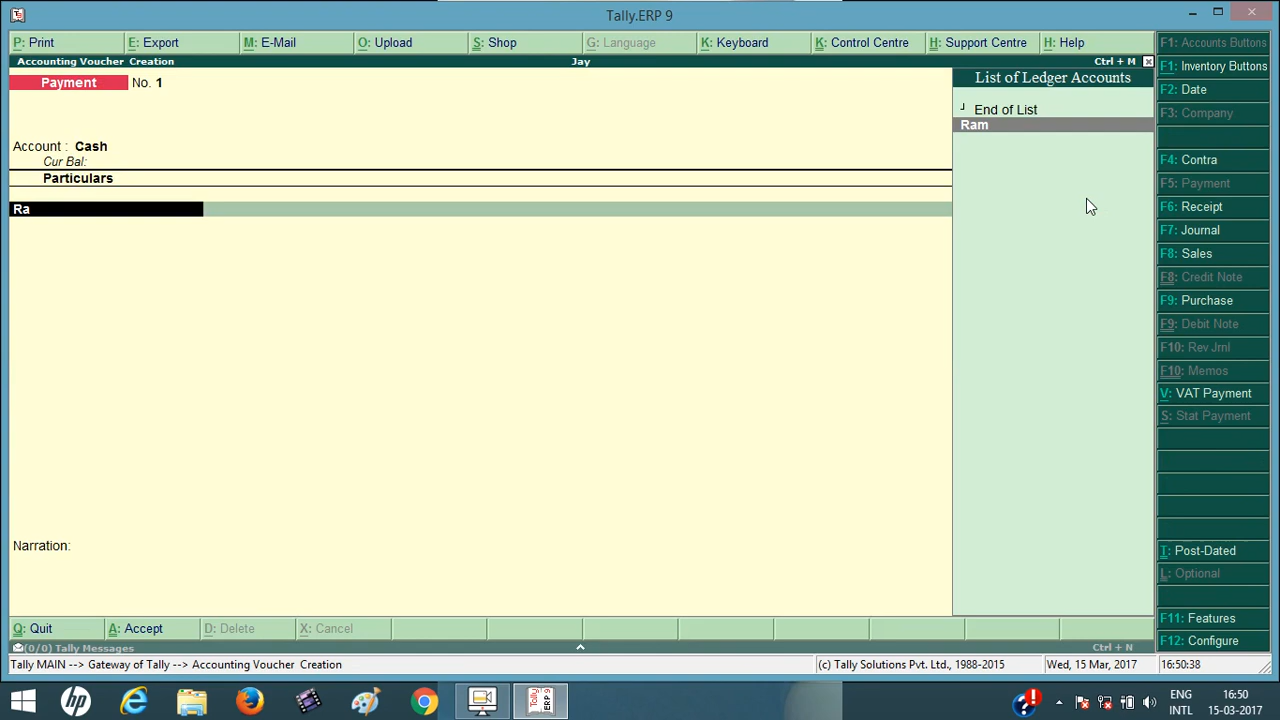 Tally.ERP 9
P: Print E: Export M: E-Mail O: Upload S: Shop G: Language K: Keyboard K: Control Centre H: Support Centre H: Help
Accounting Voucher Creation Jay Ctrl + M
Payment No. 1
Account : Cash
Cur Bal:
Particulars
Ra
Narration:
List of Ledger Accounts
End of List
Ram
F1: Accounts Buttons
F1: Inventory Buttons
F2: Date
F3: Company
F4: Contra
F5: Payment
F6: Receipt
F7: Journal
F8: Sales
F8: Credit Note
F9: Purchase
F9: Debit Note
F10: Rev Jrnl
F10: Memos
V: VAT Payment
S: Stat Payment
T: Post-Dated
L: Optional
F11: Features
F12: Configure
Q: Quit A: Accept D: Delete X: Cancel
(0/0) Tally Messages Ctrl + N
Tally MAIN --> Gateway of Tally --> Accounting Voucher Creation (c) Tally Solutions Pvt. Ltd., 1988-2015 Wed, 15 Mar, 2017 16:50:38
hp
Tally ERP 9
ENG 16:50
INTL 15-03-2017